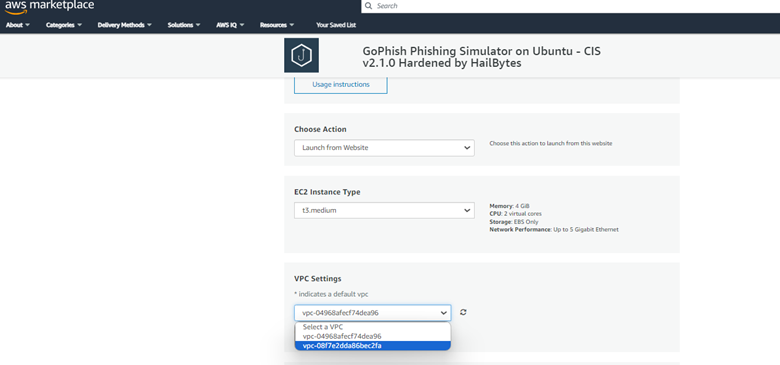 aws marketplace
Search
About
Categories
Delivery Methods
Solutions
AWS IQ
Resources
Your Saved List
GoPhish Phishing Simulator on Ubuntu - CIS
v2.1.0 Hardened by HailBytes
Usage instructions
Choose Action
Launch from Website
Choose this action to launch from this website
EC2 Instance Type
t3.medium
Memory: 4 GiB
CPU: 2 virtual cores
Storage: EBS Only
Network Performance: Up to 5 Gigabit Ethernet
VPC Settings
* indicates a default vpc
vpc-04968afecf74dea96
Select a VPC
vpc-04968afecf74dea96
vpc-08f7e2dda86bec2fa